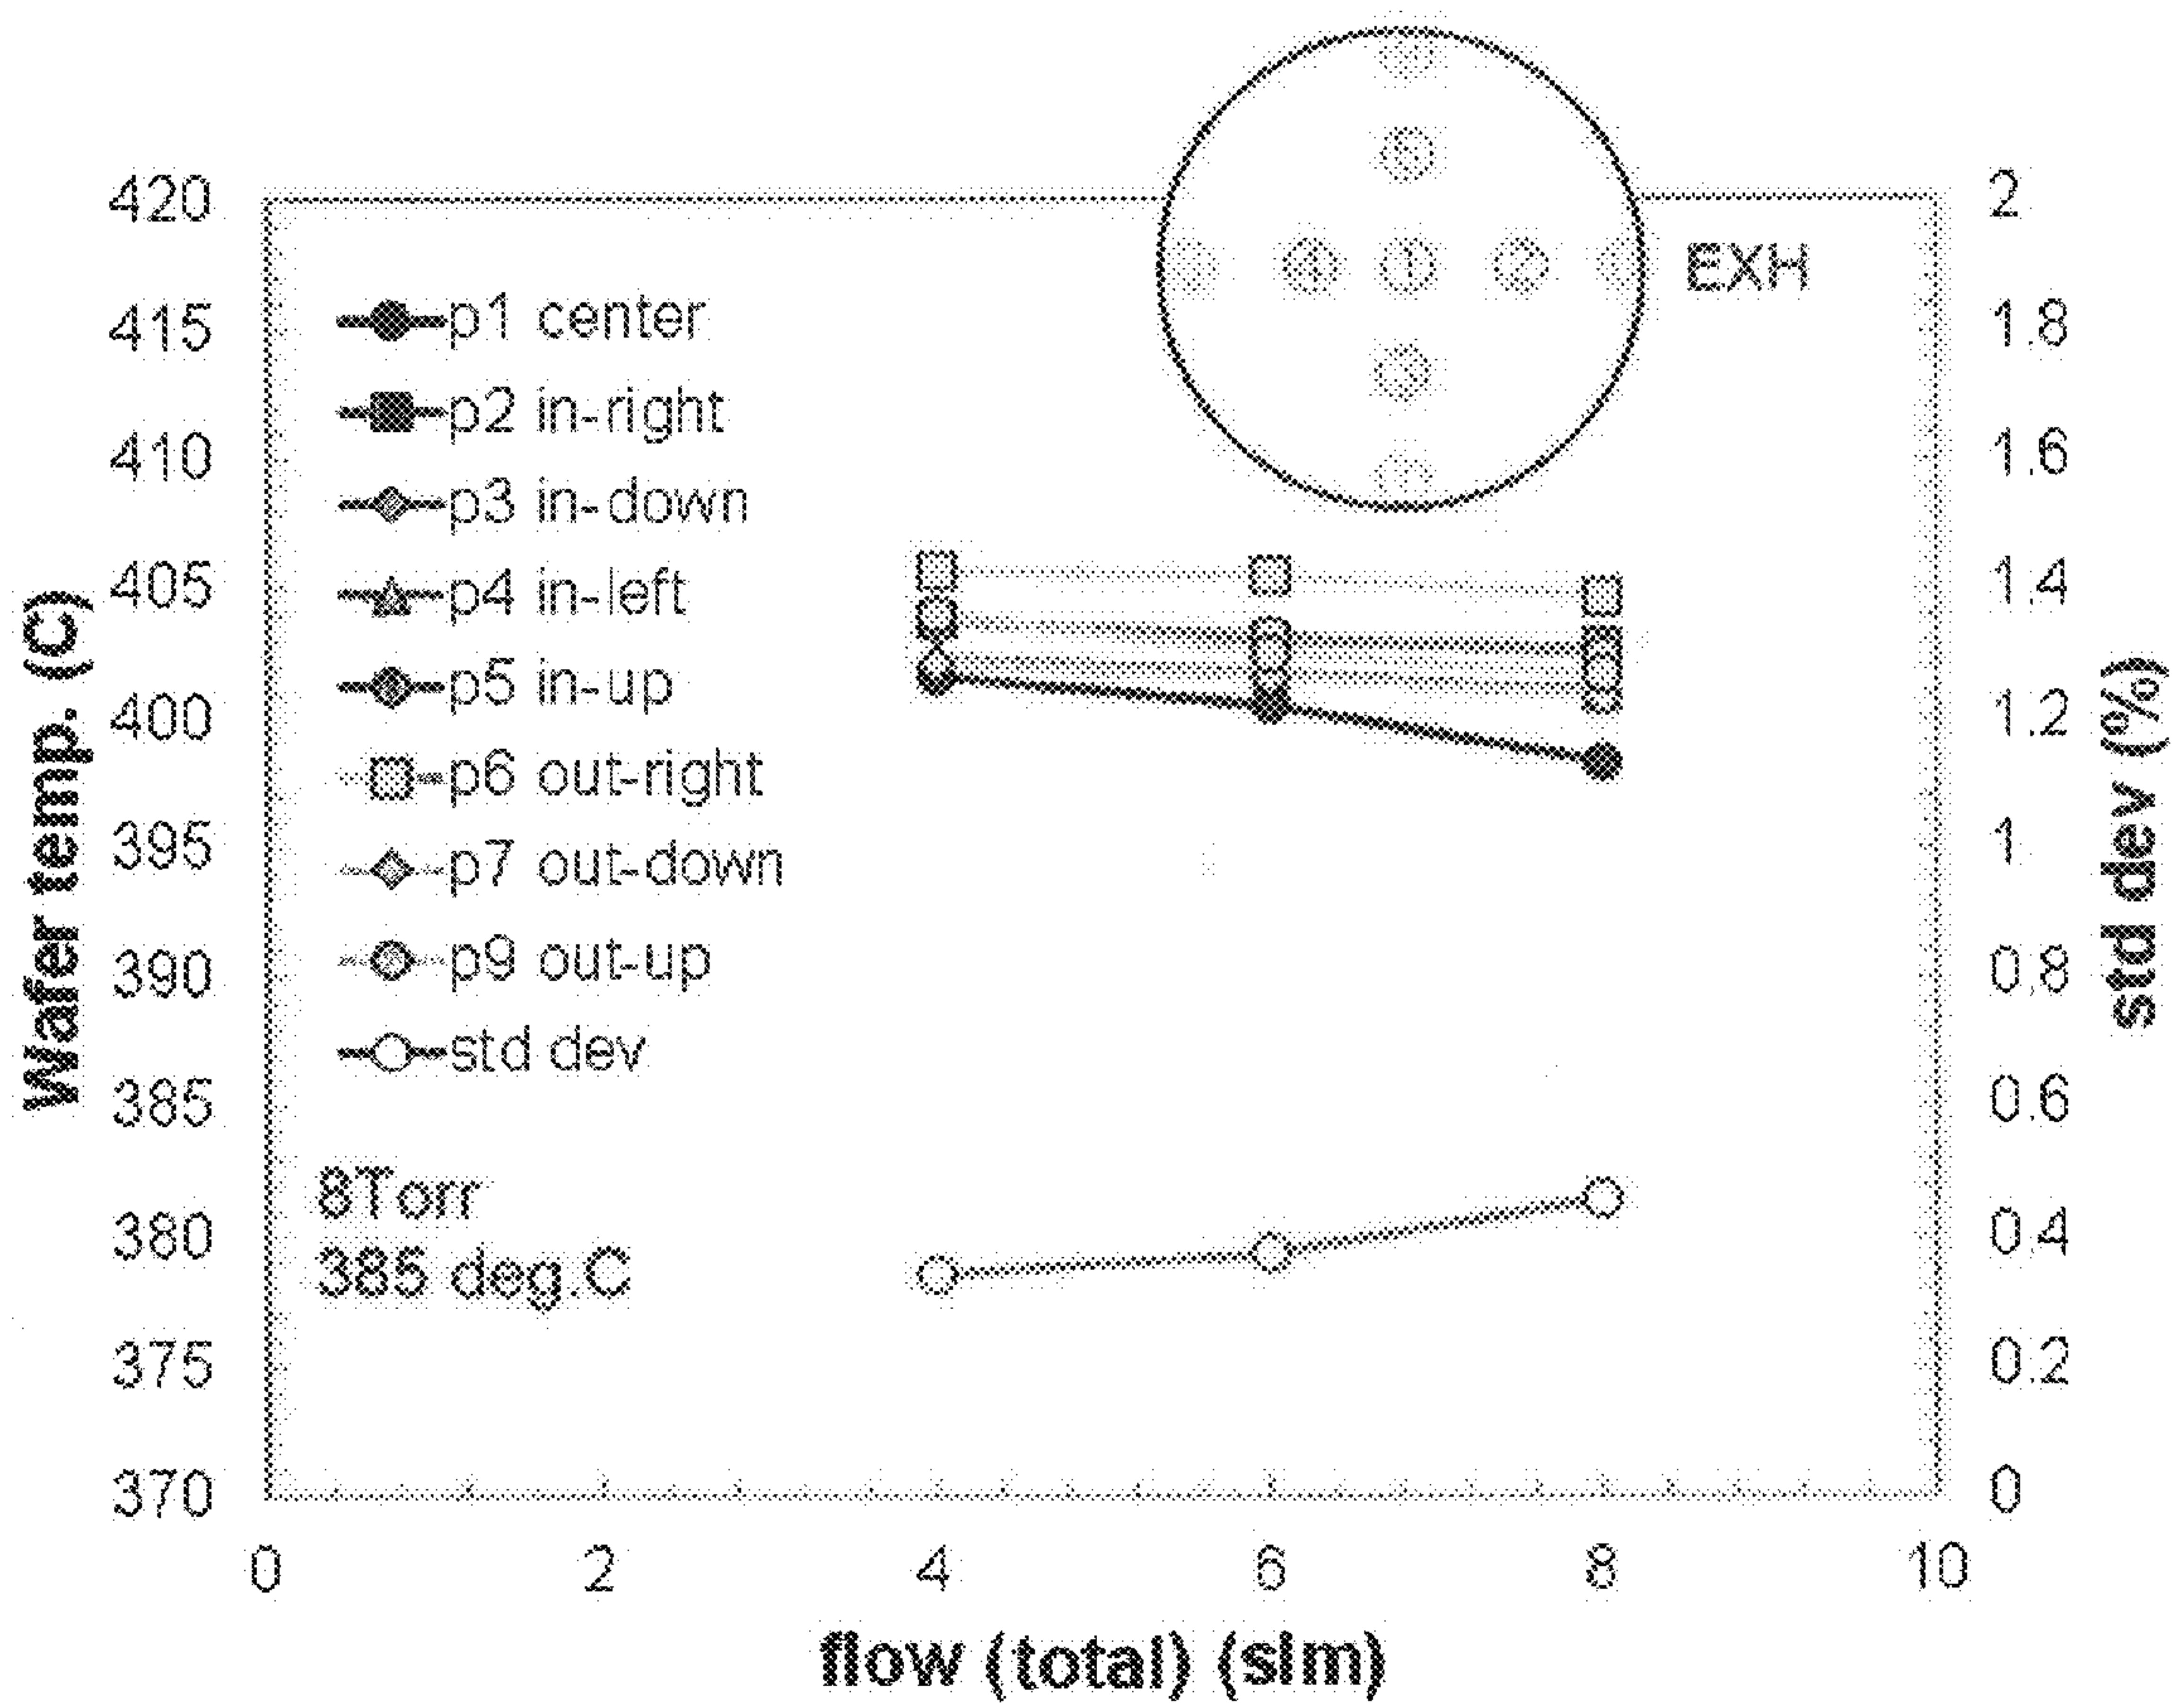 420
415
410
405
400
395
390
385
380
375
370
Wafer temp. (C)
p1 center
p2 in-right
p3 in-down
p4 in-left
p5 in-up
p6 out-right
p7 out-down
p9 out-up
std dev
8Torr
385 deg.C
5
4 1 2
3
EXH
2
1.8
1.6
1.4
1.2
1
0.8
0.6
0.4
0.2
0
std dev (%)
0 2 4 6 8 10
flow (total) (slm)